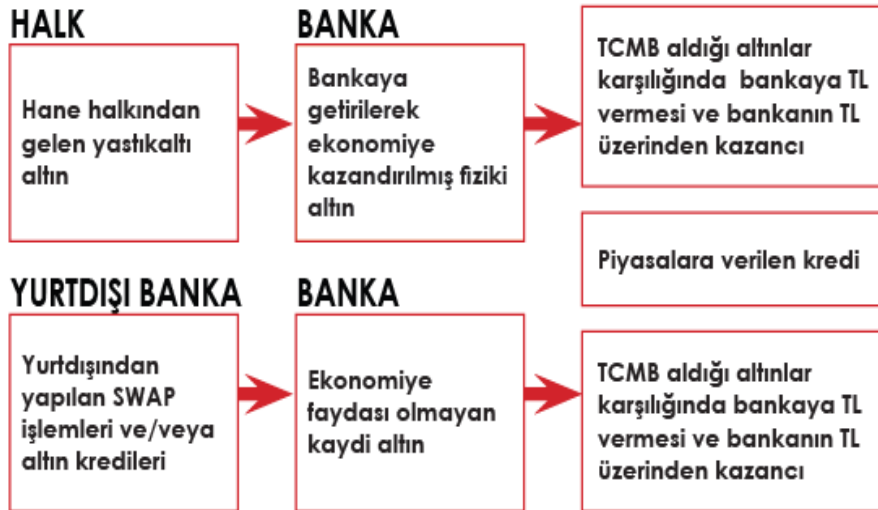 HALK
Hane halkından
gelen yastıkaltı
altın
BANKA
Bankaya
getirilerek
ekonomiye
kazandırılmış fiziki
altın
TCMB aldığı altınlar
karşılığında bankaya TL
vermesi ve bankanın TL
üzerinden kazancı
Piyasalara verilen kredi
YURTDIŞI BANKA
Yurtdışından
yapılan SWAP
işlemleri ve/veya
altın kredileri
BANKA
Ekonomiye
faydası olmayan
kaydi altın
TCMB aldığı altınlar
karşılığında bankaya TL
vermesi ve bankanın TL
üzerinden kazancı